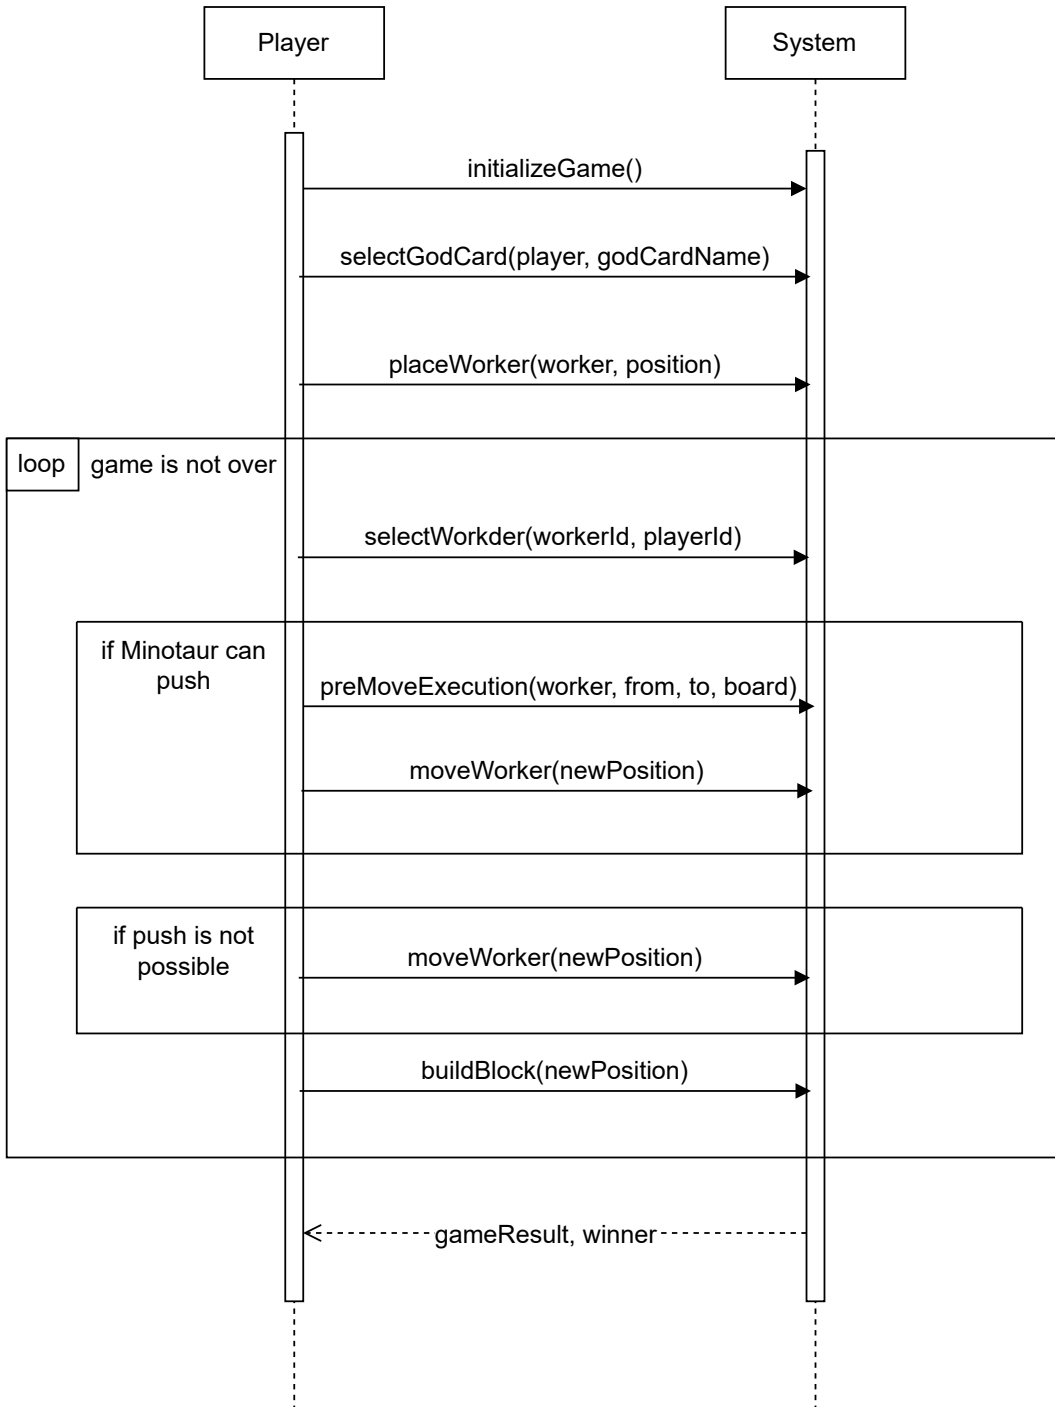 Player
System
initializeGame()
selectGodCard(player, godCardName)
placeWorker(worker, position)
loop
game is not over
selectWorkder(workerId, playerId)
if Minotaur can
push
preMoveExecution(worker, from, to, board)
moveWorker(newPosition)
if push is not
possible
moveWorker(newPosition)
buildBlock(newPosition)
gameResult, winner